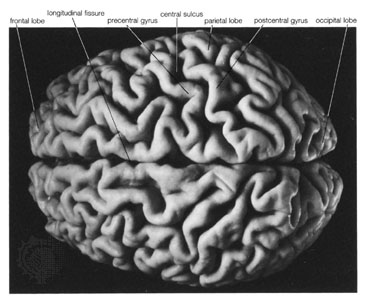 longitudinal fissure
central sulcus
frontal lobe
precentral gyrus
parietal lobe
postcentral gyrus
occipital lobe